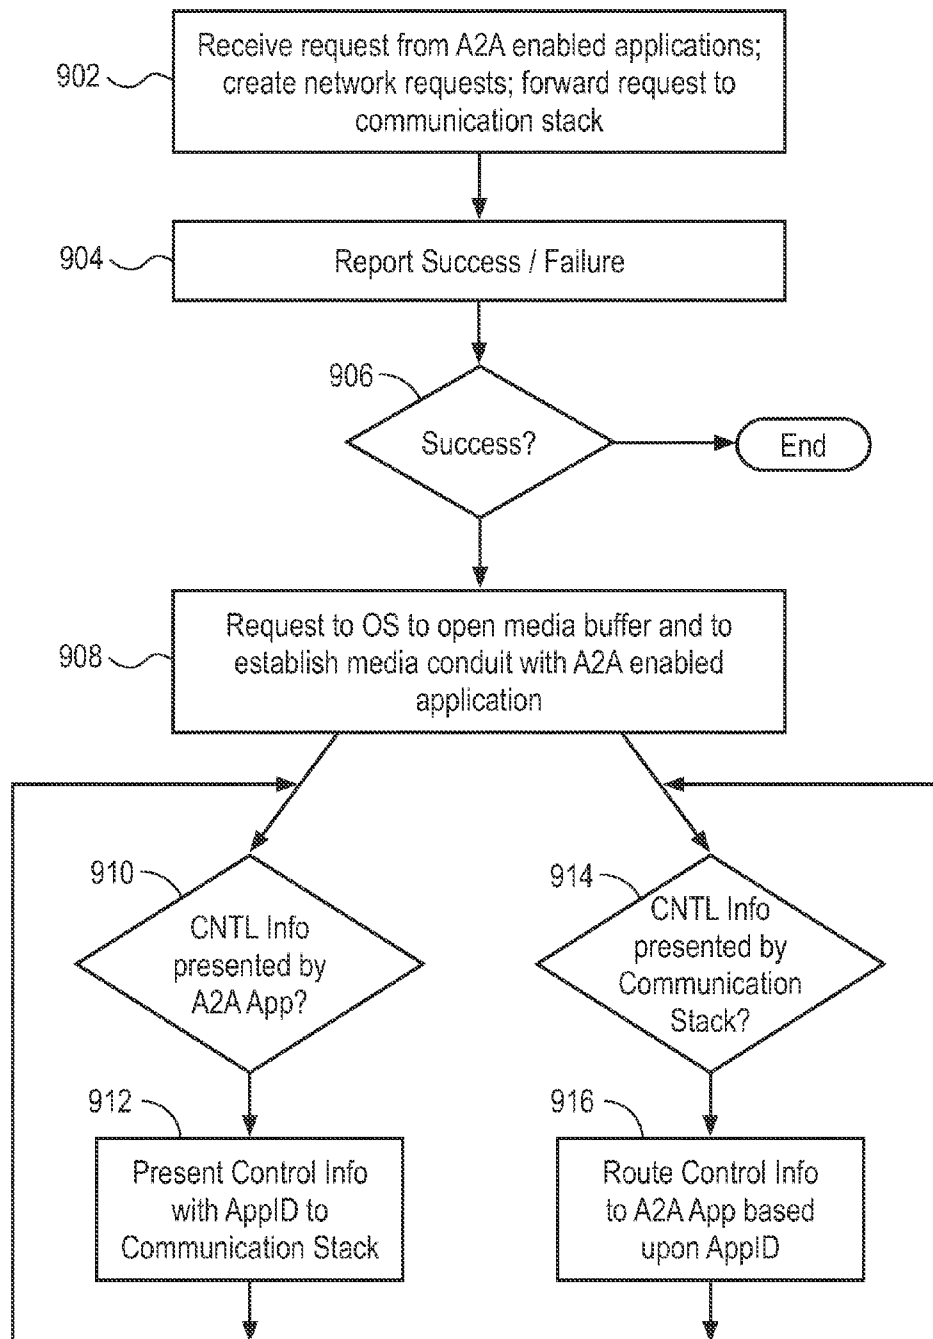 902
Receive request from A2A enabled applications;
create network requests; forward request to
communication stack
904
Report Success / Failure
906
Success?
End
908
Request to OS to open media buffer and to
establish media conduit with A2A enabled
application
910
CNTL Info
presented by
A2A App?
914
CNTL Info
presented by
Communication
Stack?
912
Present Control Info
with AppID to
Communication Stack
916
Route Control Info
to A2A App based
upon AppID